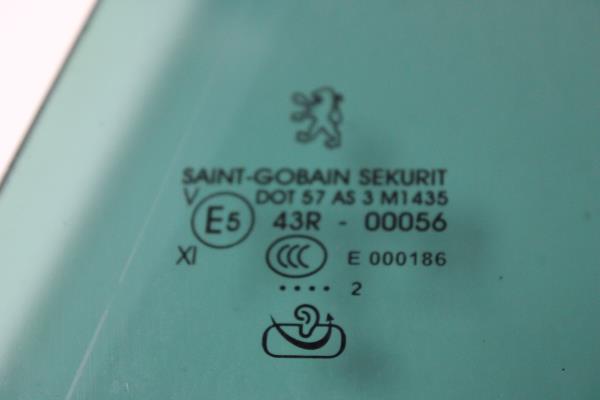 SAINT-GOBAIN SEKURIT
V DOT 57 AS 3 M1435
E5 43R - 00056
XI CCC E 000186
.... 2